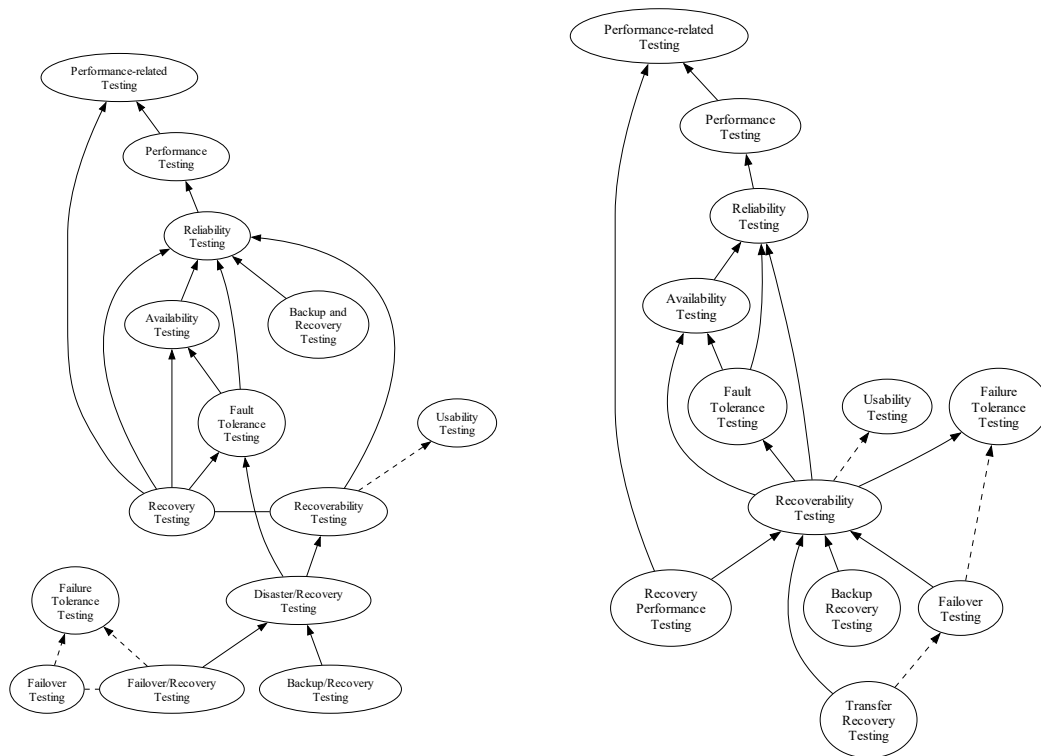 Performance-related
Testing
Performance
Testing
Reliability
Testing
Availability
Testing
Backup and
Recovery
Testing
Fault
Tolerance
Testing
Usability
Testing
Recovery
Testing
Recoverability
Testing
Failure
Tolerance
Testing
Disaster/Recovery
Testing
Failover
Testing
Failover/Recovery
Testing
Backup/Recovery
Testing
Performance-related
Testing
Performance
Testing
Reliability
Testing
Availability
Testing
Fault
Tolerance
Testing
Usability
Testing
Failure
Tolerance
Testing
Recoverability
Testing
Recovery
Performance
Testing
Backup
Recovery
Testing
Failover
Testing
Transfer
Recovery
Testing